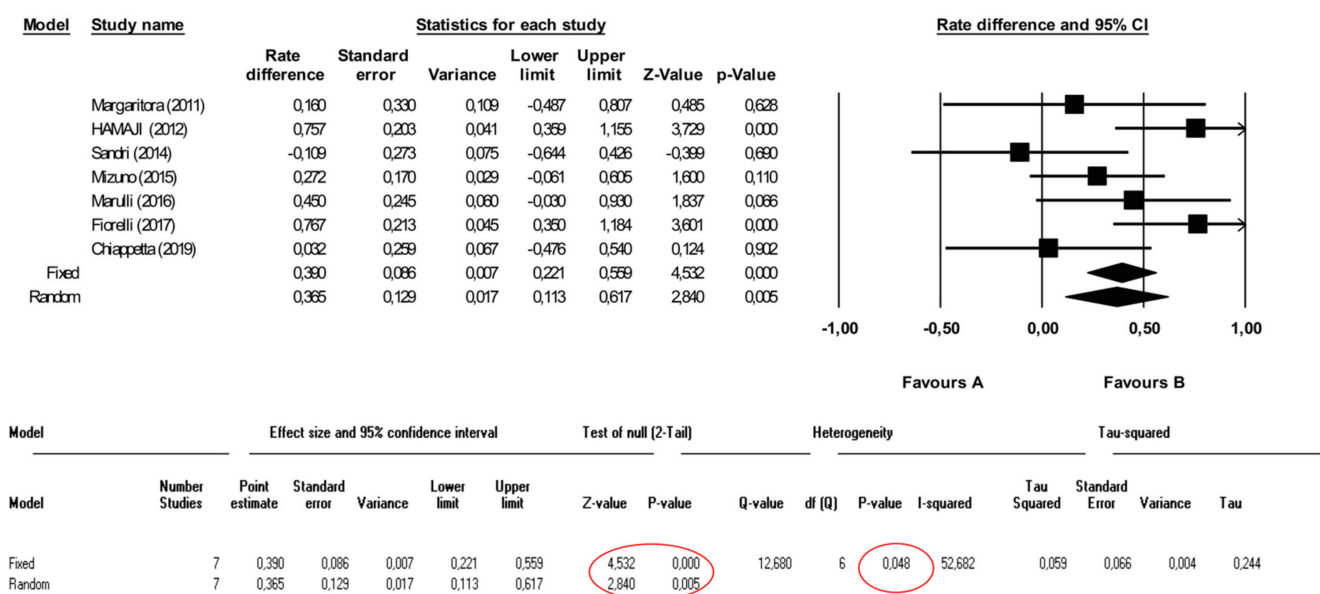 Model Study name Statistics for each study Rate difference and 95% CI
Rate difference Standard error Variance Lower limit Upper limit Z-Value p-Value
Margaritora (2011) 0,160 0,330 0,109 -0,487 0,807 0,485 0,628
HAMAJI (2012) 0,757 0,203 0,041 0,359 1,155 3,729 0,000
Sandri (2014) -0,109 0,273 0,075 -0,644 0,426 -0,399 0,690
Mizuno (2015) 0,272 0,170 0,029 -0,061 0,605 1,600 0,110
Marulli (2016) 0,450 0,245 0,060 -0,030 0,930 1,837 0,066
Fiorelli (2017) 0,767 0,213 0,045 0,350 1,184 3,601 0,000
Chiappetta (2019) 0,032 0,259 0,067 -0,476 0,540 0,124 0,902
Fixed 0,390 0,086 0,007 0,221 0,559 4,532 0,000
Random 0,365 0,129 0,017 0,113 0,617 2,840 0,005
-1,00 -0,50 0,00 0,50 1,00
Favours A Favours B
Model Effect size and 95% confidence interval Test of null (2-Tail) Heterogeneity Tau-squared
Model Number Studies Point estimate Standard error Variance Lower limit Upper limit Z-value P-value Q-value df (Q) P-value I-squared Tau Squared Standard Error Variance Tau
Fixed 7 0,390 0,086 0,007 0,221 0,559 4,532 0,000 12,680 6 0,048 52,682 0,059 0,066 0,004 0,244
Random 7 0,365 0,129 0,017 0,113 0,617 2,840 0,005